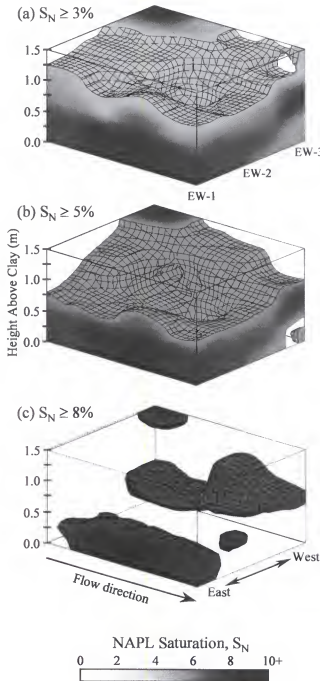 (a) S_N ≥ 3%
1.5
1.0
0.5
0.0
EW-1
EW-2
EW-3
(b) S_N ≥ 5%
1.5
1.0
0.5
0.0
Height Above Clay (m)
(c) S_N ≥ 8%
1.5
1.0
0.5
0.0
Flow direction
East
West
NAPL Saturation, S_N
0 2 4 6 8 10+